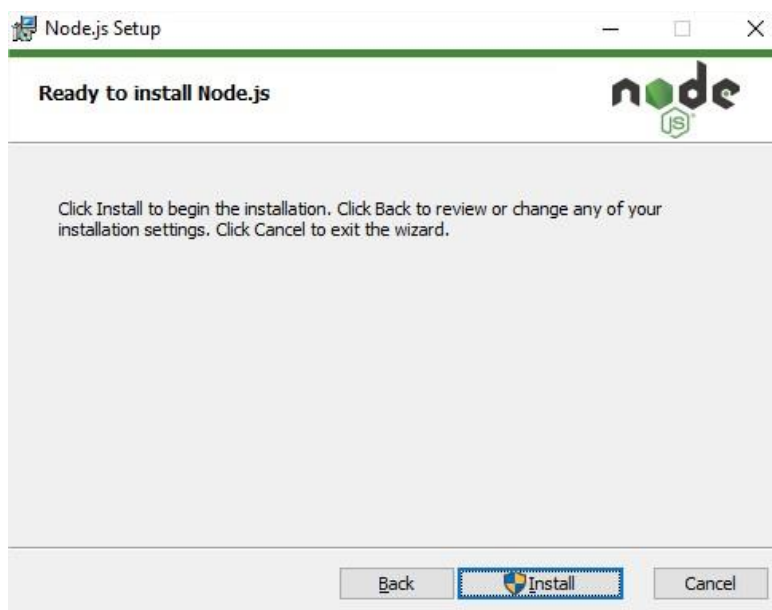 Node.js Setup
Ready to install Node.js
node
JS
Click Install to begin the installation. Click Back to review or change any of your
installation settings. Click Cancel to exit the wizard.
Back
Install
Cancel